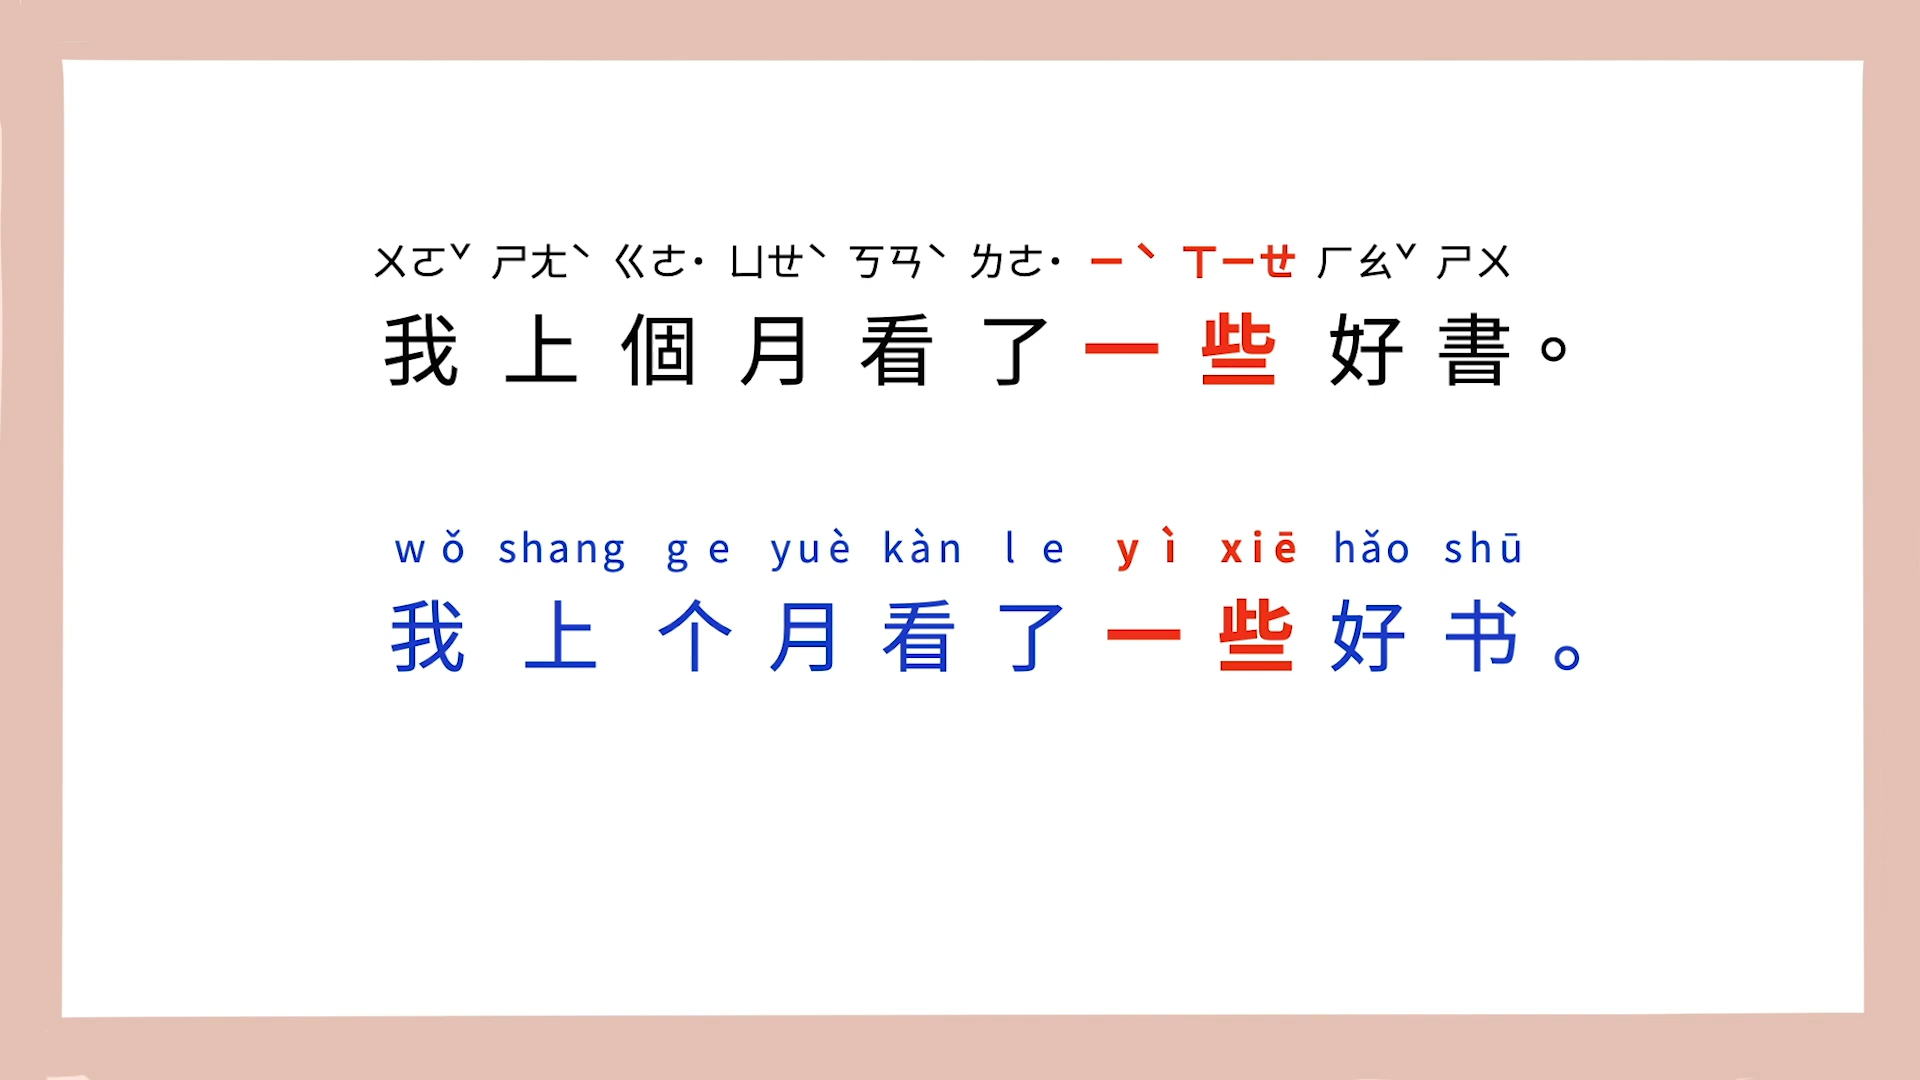 ㄨㄛˇ ㄕㄤˋ ㄍㄜ˙ ㄩㄝˋ ㄎㄢˋ ㄌㄜ˙ ㄧˋ ㄒㄧㄝ ㄏㄠˇ ㄕㄨ
我上個月看了一些好書。
wǒ shang ge yuè kàn le yì xiē hǎo shū
我上个月看了一些好书。